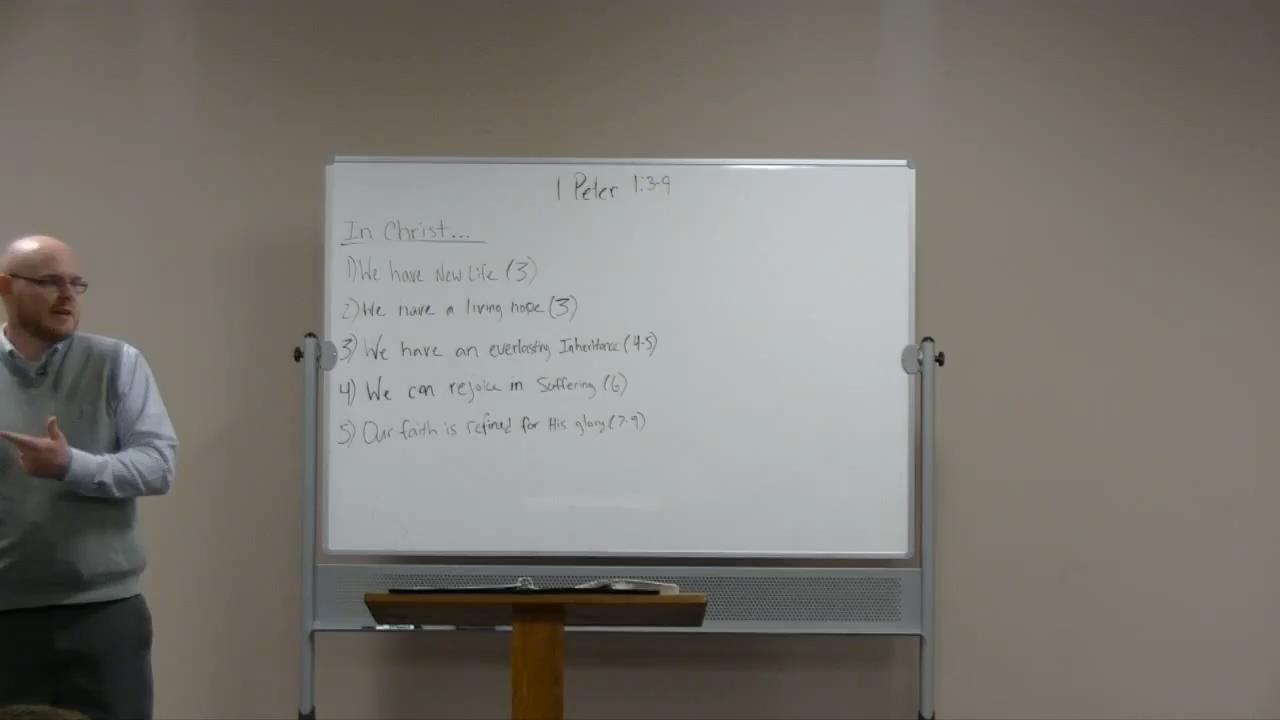 1 Peter 1:3-9
In Christ...
1) We have New Life (3)
2) We have a living hope (3)
3) We have an everlasting Inheritance (4-5)
4) We can rejoice in Suffering (6)
5) Our faith is refined for His glory (7-9)